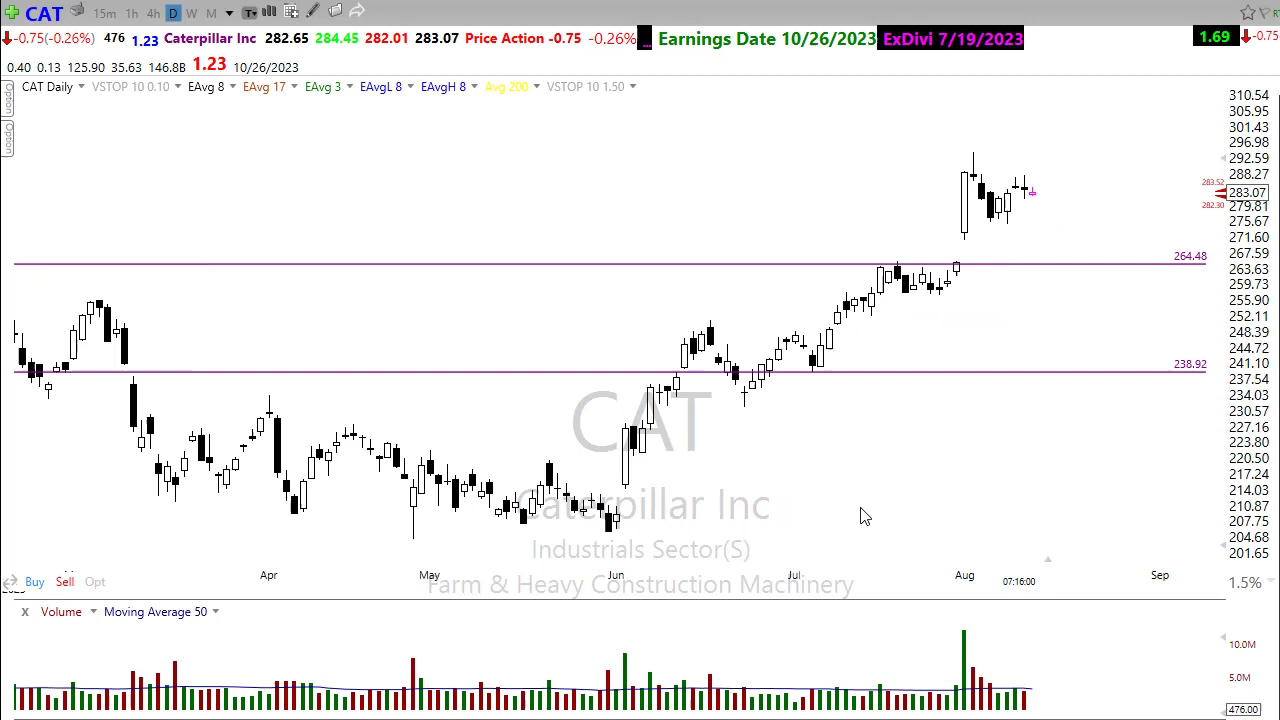 CAT 15m 1h 4h D W M T
-0.75(-0.26%) 476 1.23 Caterpillar Inc 282.65 284.45 282.01 283.07 Price Action -0.75 -0.26% ... Earnings Date 10/26/2023 ExDivi 7/19/2023 1.69 -0.75
0.40 0.13 125.90 35.63 146.8B 1.23 10/26/2023
CAT Daily VSTOP 10 0.10 EAvg 8 EAvg 17 EAvg 3 EAvgL 8 EAvgH 8 Avg 200 VSTOP 10 1.50
Option
Option
310.54
305.95
301.43
296.98
292.59
288.27
283.52
283.07
282.30
279.81
275.67
271.60
267.59
264.48
263.63
259.73
255.90
252.11
248.39
244.72
241.10
238.92
237.54
234.03
230.57
227.16
223.80
220.50
217.24
214.03
210.87
207.75
204.68
201.65
CAT
Caterpillar Inc
Industrials Sector(S)
Farm & Heavy Construction Machinery
Apr May Jun Jul Aug Sep
Buy Sell Opt 07:16:00 1.5%
x Volume Moving Average 50
10.0M
5.0M
476.00